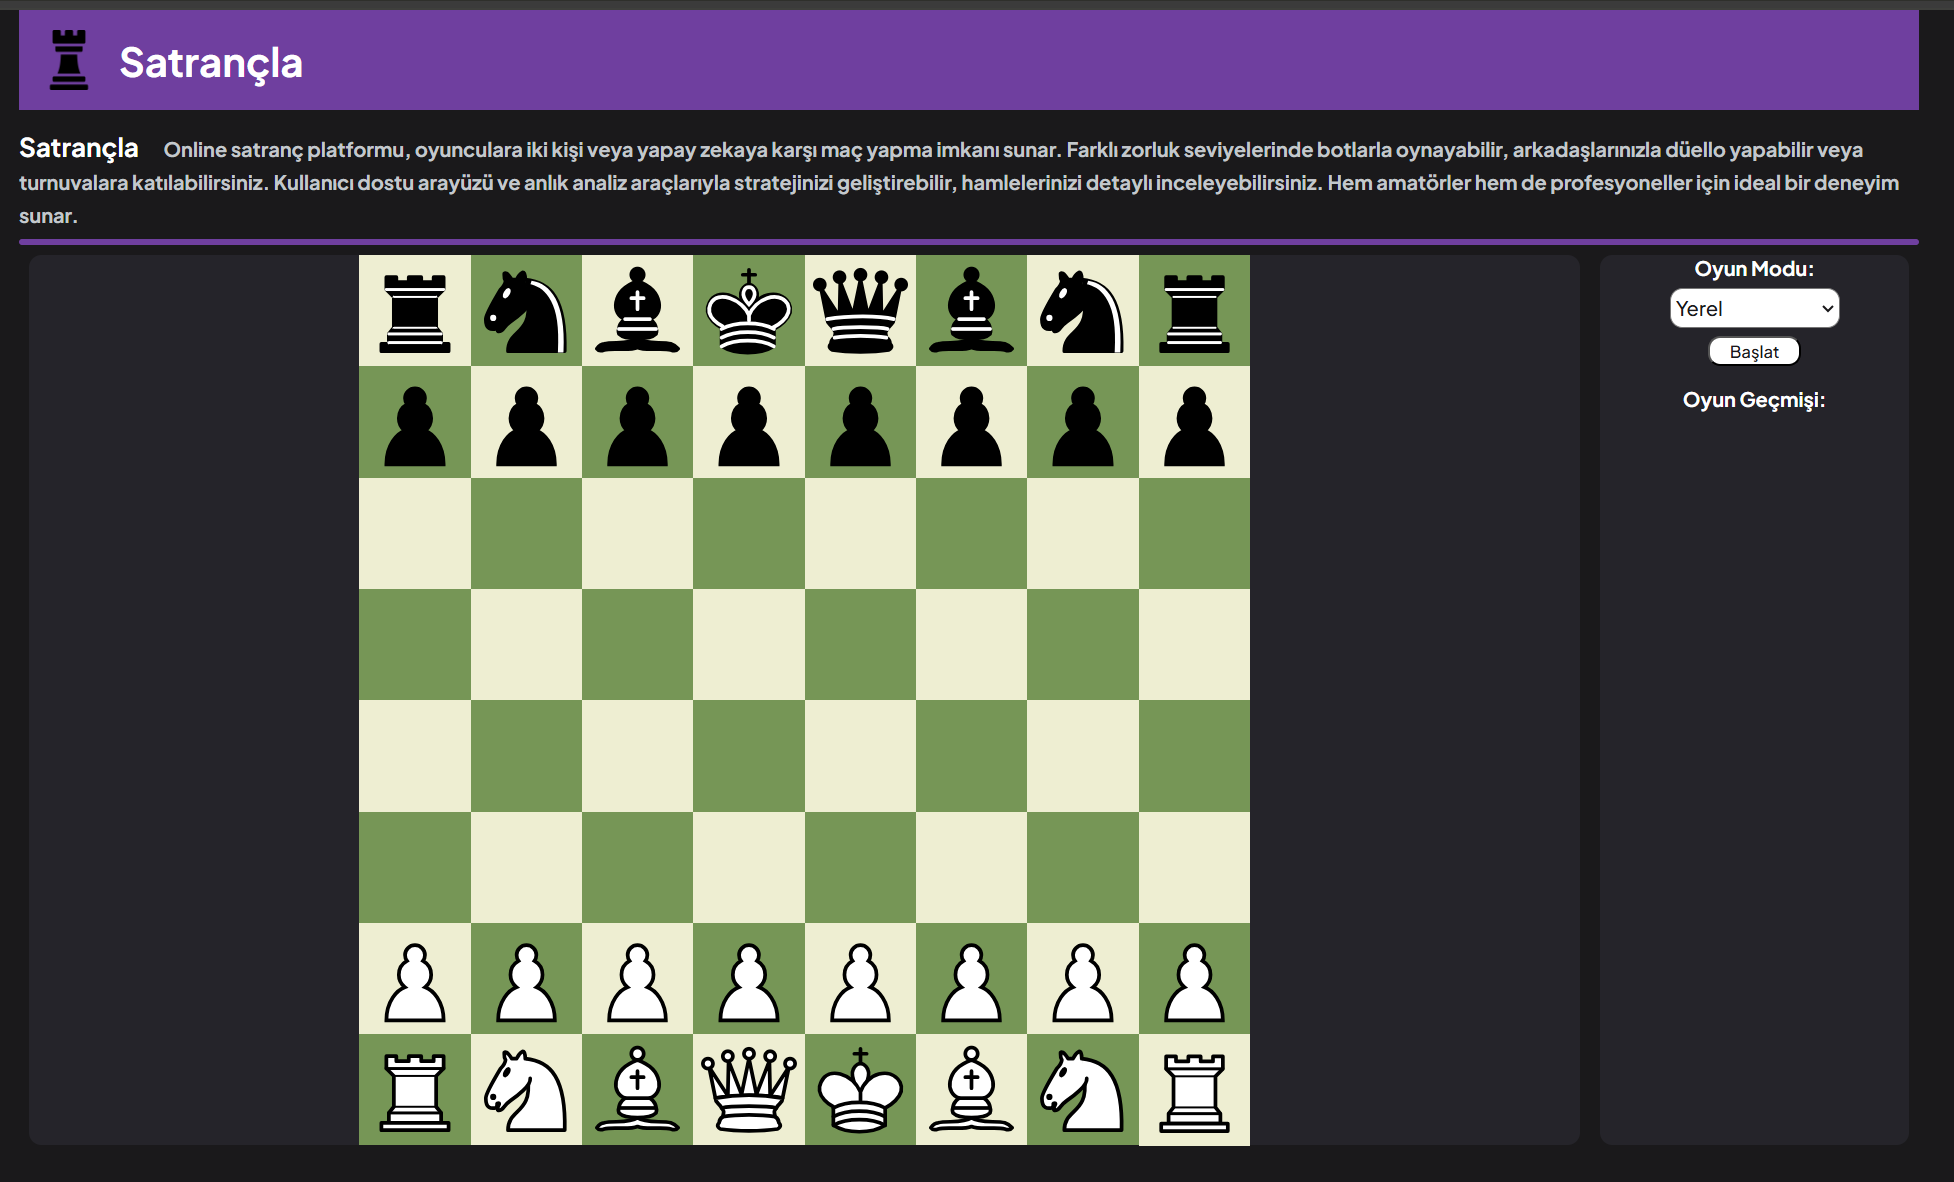 Satrançla
Satrançla Online satranç platformu, oyunculara iki kişi veya yapay zekaya karşı maç yapma imkanı sunar. Farklı zorluk seviyelerinde botlarla oynayabilir, arkadaşlarınızla düello yapabilir veya
turnuvalara katılabilirsiniz. Kullanıcı dostu arayüzü ve anlık analiz araçlarıyla stratejinizi geliştirebilir, hamlelerinizi detaylı inceleyebilirsiniz. Hem amatörler hem de profesyoneller için ideal bir deneyim
sunar.
Oyun Modu:
Yerel
Başlat
Oyun Geçmişi: